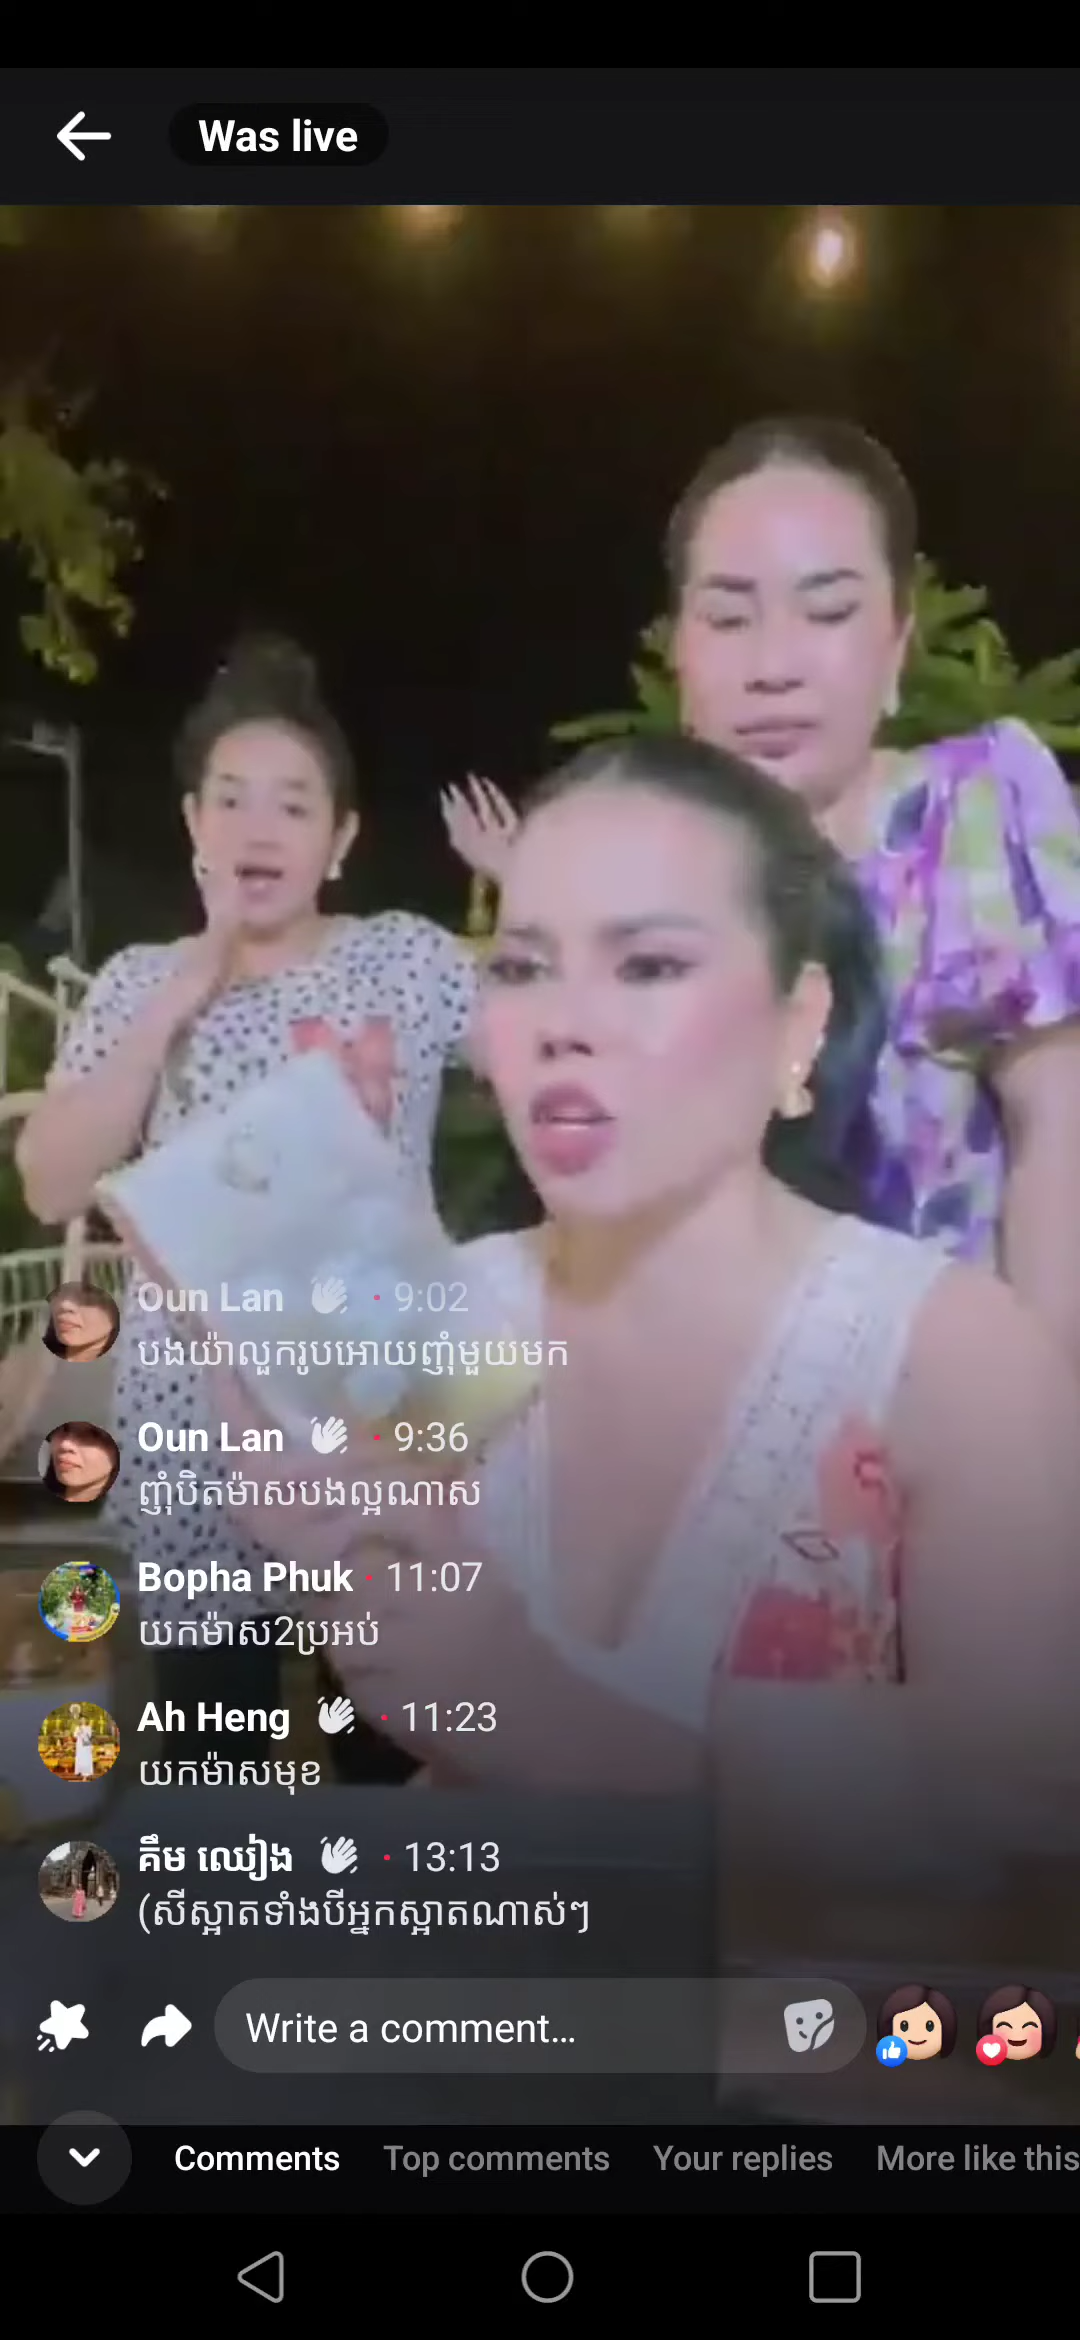 Was live
Oun Lan 9:02
បងយ៉ាលួករូបអោយញ៉ុំមួយមក
Oun Lan 9:36
ញ៉ុំបិតម៉ាសបងល្អណាស
Bopha Phuk 11:07
យកម៉ាស2ប្រអប់
Ah Heng 11:23
យកម៉ាសមុខ
គឹម ឈៀង 13:13
(សីស្អាតទាំងបីអ្នកស្អាតណាស់ៗ
Write a comment...
Comments Top comments Your replies More like this